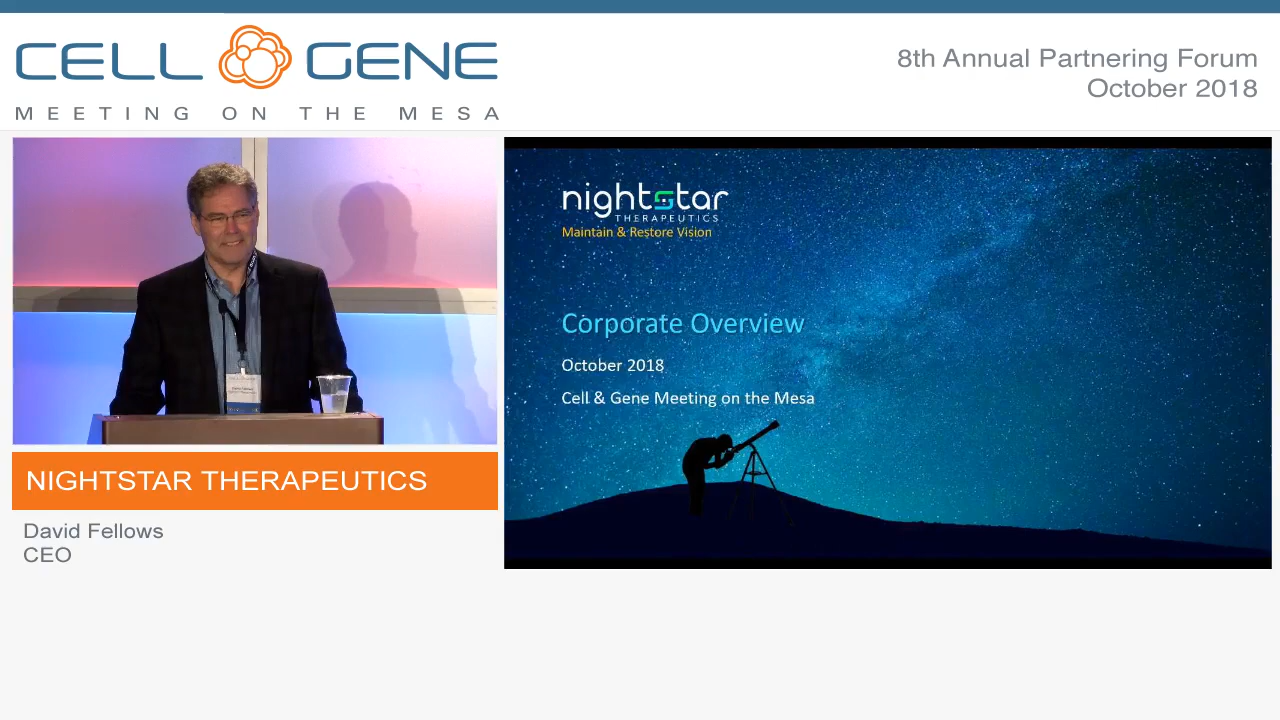 CELL GENE
MEETING ON THE MESA
8th Annual Partnering Forum
October 2018
nightstar
THERAPEUTICS
Maintain & Restore Vision
Corporate Overview
October 2018
Cell & Gene Meeting on the Mesa
NIGHTSTAR THERAPEUTICS
David Fellows
CEO